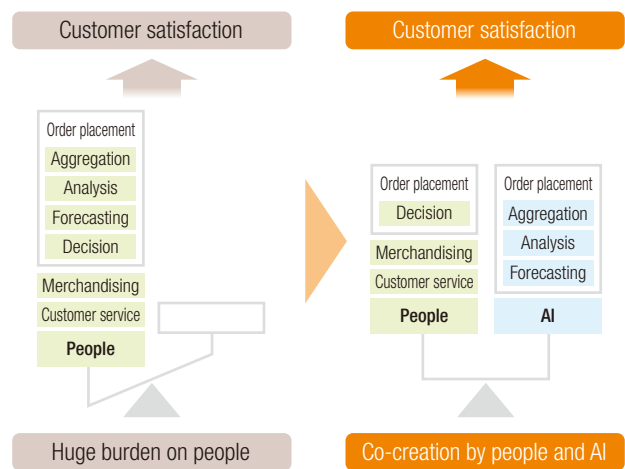 Customer satisfaction
Order placement
Aggregation
Analysis
Forecasting
Decision
Merchandising
Customer service
People
Huge burden on people
Customer satisfaction
Order placement
Decision
Merchandising
Customer service
People
Order placement
Aggregation
Analysis
Forecasting
AI
Co-creation by people and AI